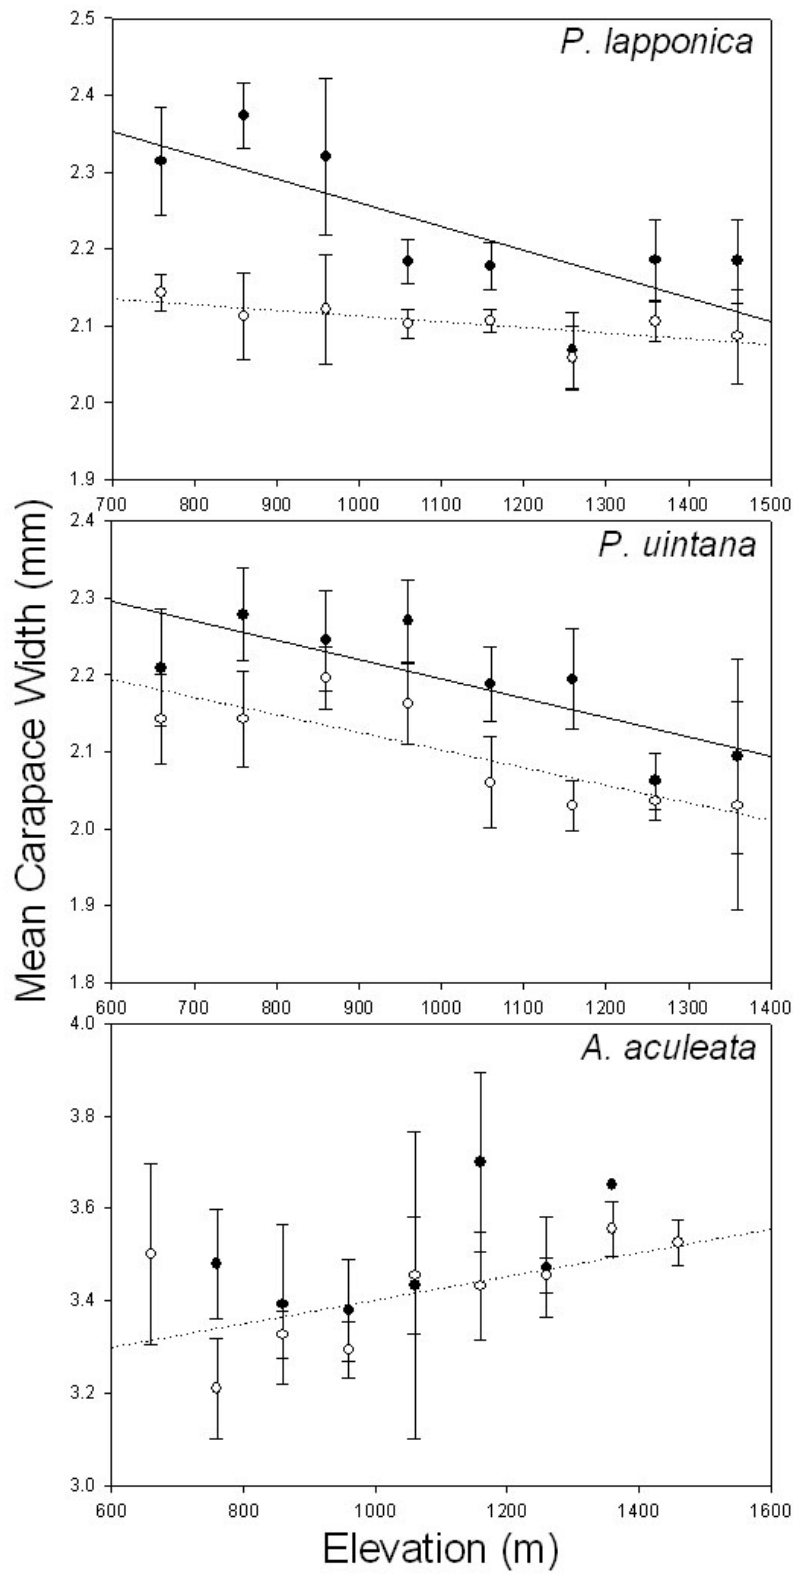 P. lapponica
2.5
2.4
2.3
2.2
2.1
2.0
1.9
700 800 900 1000 1100 1200 1300 1400 1500
P. uintana
2.4
2.3
2.2
2.1
2.0
1.9
1.8
600 700 800 900 1000 1100 1200 1300 1400
A. aculeata
4.0
3.8
3.6
3.4
3.2
3.0
600 800 1000 1200 1400 1600
Mean Carapace Width (mm)
Elevation (m)